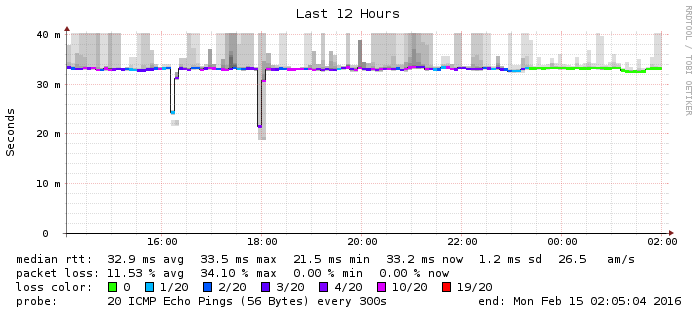 Last 12 Hours
RRDTOOL / TOBI OETIKER
Seconds
40 m
30 m
20 m
10 m
0
16:00 18:00 20:00 22:00 00:00 02:00
median rtt: 32.9 ms avg 33.5 ms max 21.5 ms min 33.2 ms now 1.2 ms sd 26.5 am/s
packet loss: 11.53 % avg 34.10 % max 0.00 % min 0.00 % now
loss color: 0 1/20 2/20 3/20 4/20 10/20 19/20
probe: 20 ICMP Echo Pings (56 Bytes) every 300s end: Mon Feb 15 02:05:04 2016